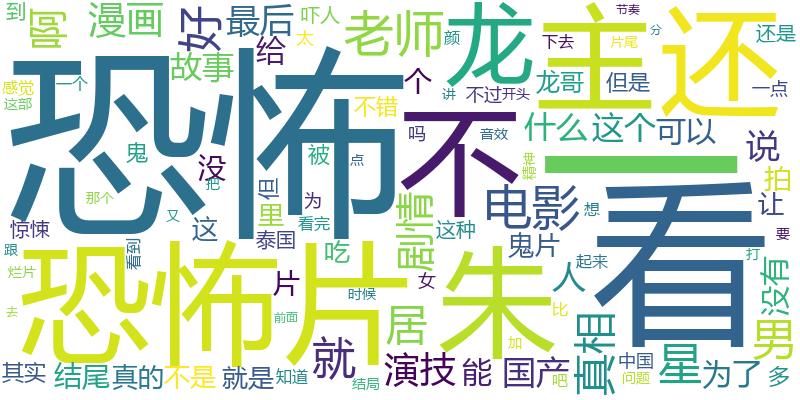 到 啊 漫画 好 最后 吓人 太 老师 颜 龙 主 还 节奏 片尾 分 还是
感觉 这部 一个 故事 给 个 不错 不过 开头 讲 下去 龙哥 但是 一点
恐怖 不 一 看
鬼 没 被 吗 点 音效 什么 这个 可以 说 拍
那个 把 但 里 为 剧情 电影 精神 想 让
惊悚 又 这 泰国 看完 这种 鬼片 要
跟 看到 吃 女 人 起来 打 没有
恐怖片 片 时候 朱 比 真相 男
烂片 去 前面 居 加
其实 结尾 真的 不是 就是 知道 就 结局 演技 能 国产 吧 星 中国 问题 为了 多